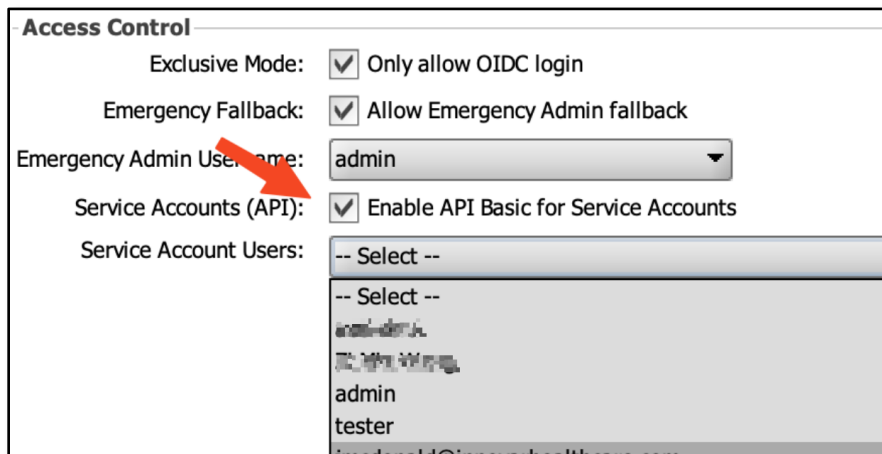 Access Control
Exclusive Mode: Only allow OIDC login
Emergency Fallback: Allow Emergency Admin fallback
Emergency Admin Username: admin
Service Accounts (API): Enable API Basic for Service Accounts
Service Account Users: -- Select --
-- Select --
admin
tester